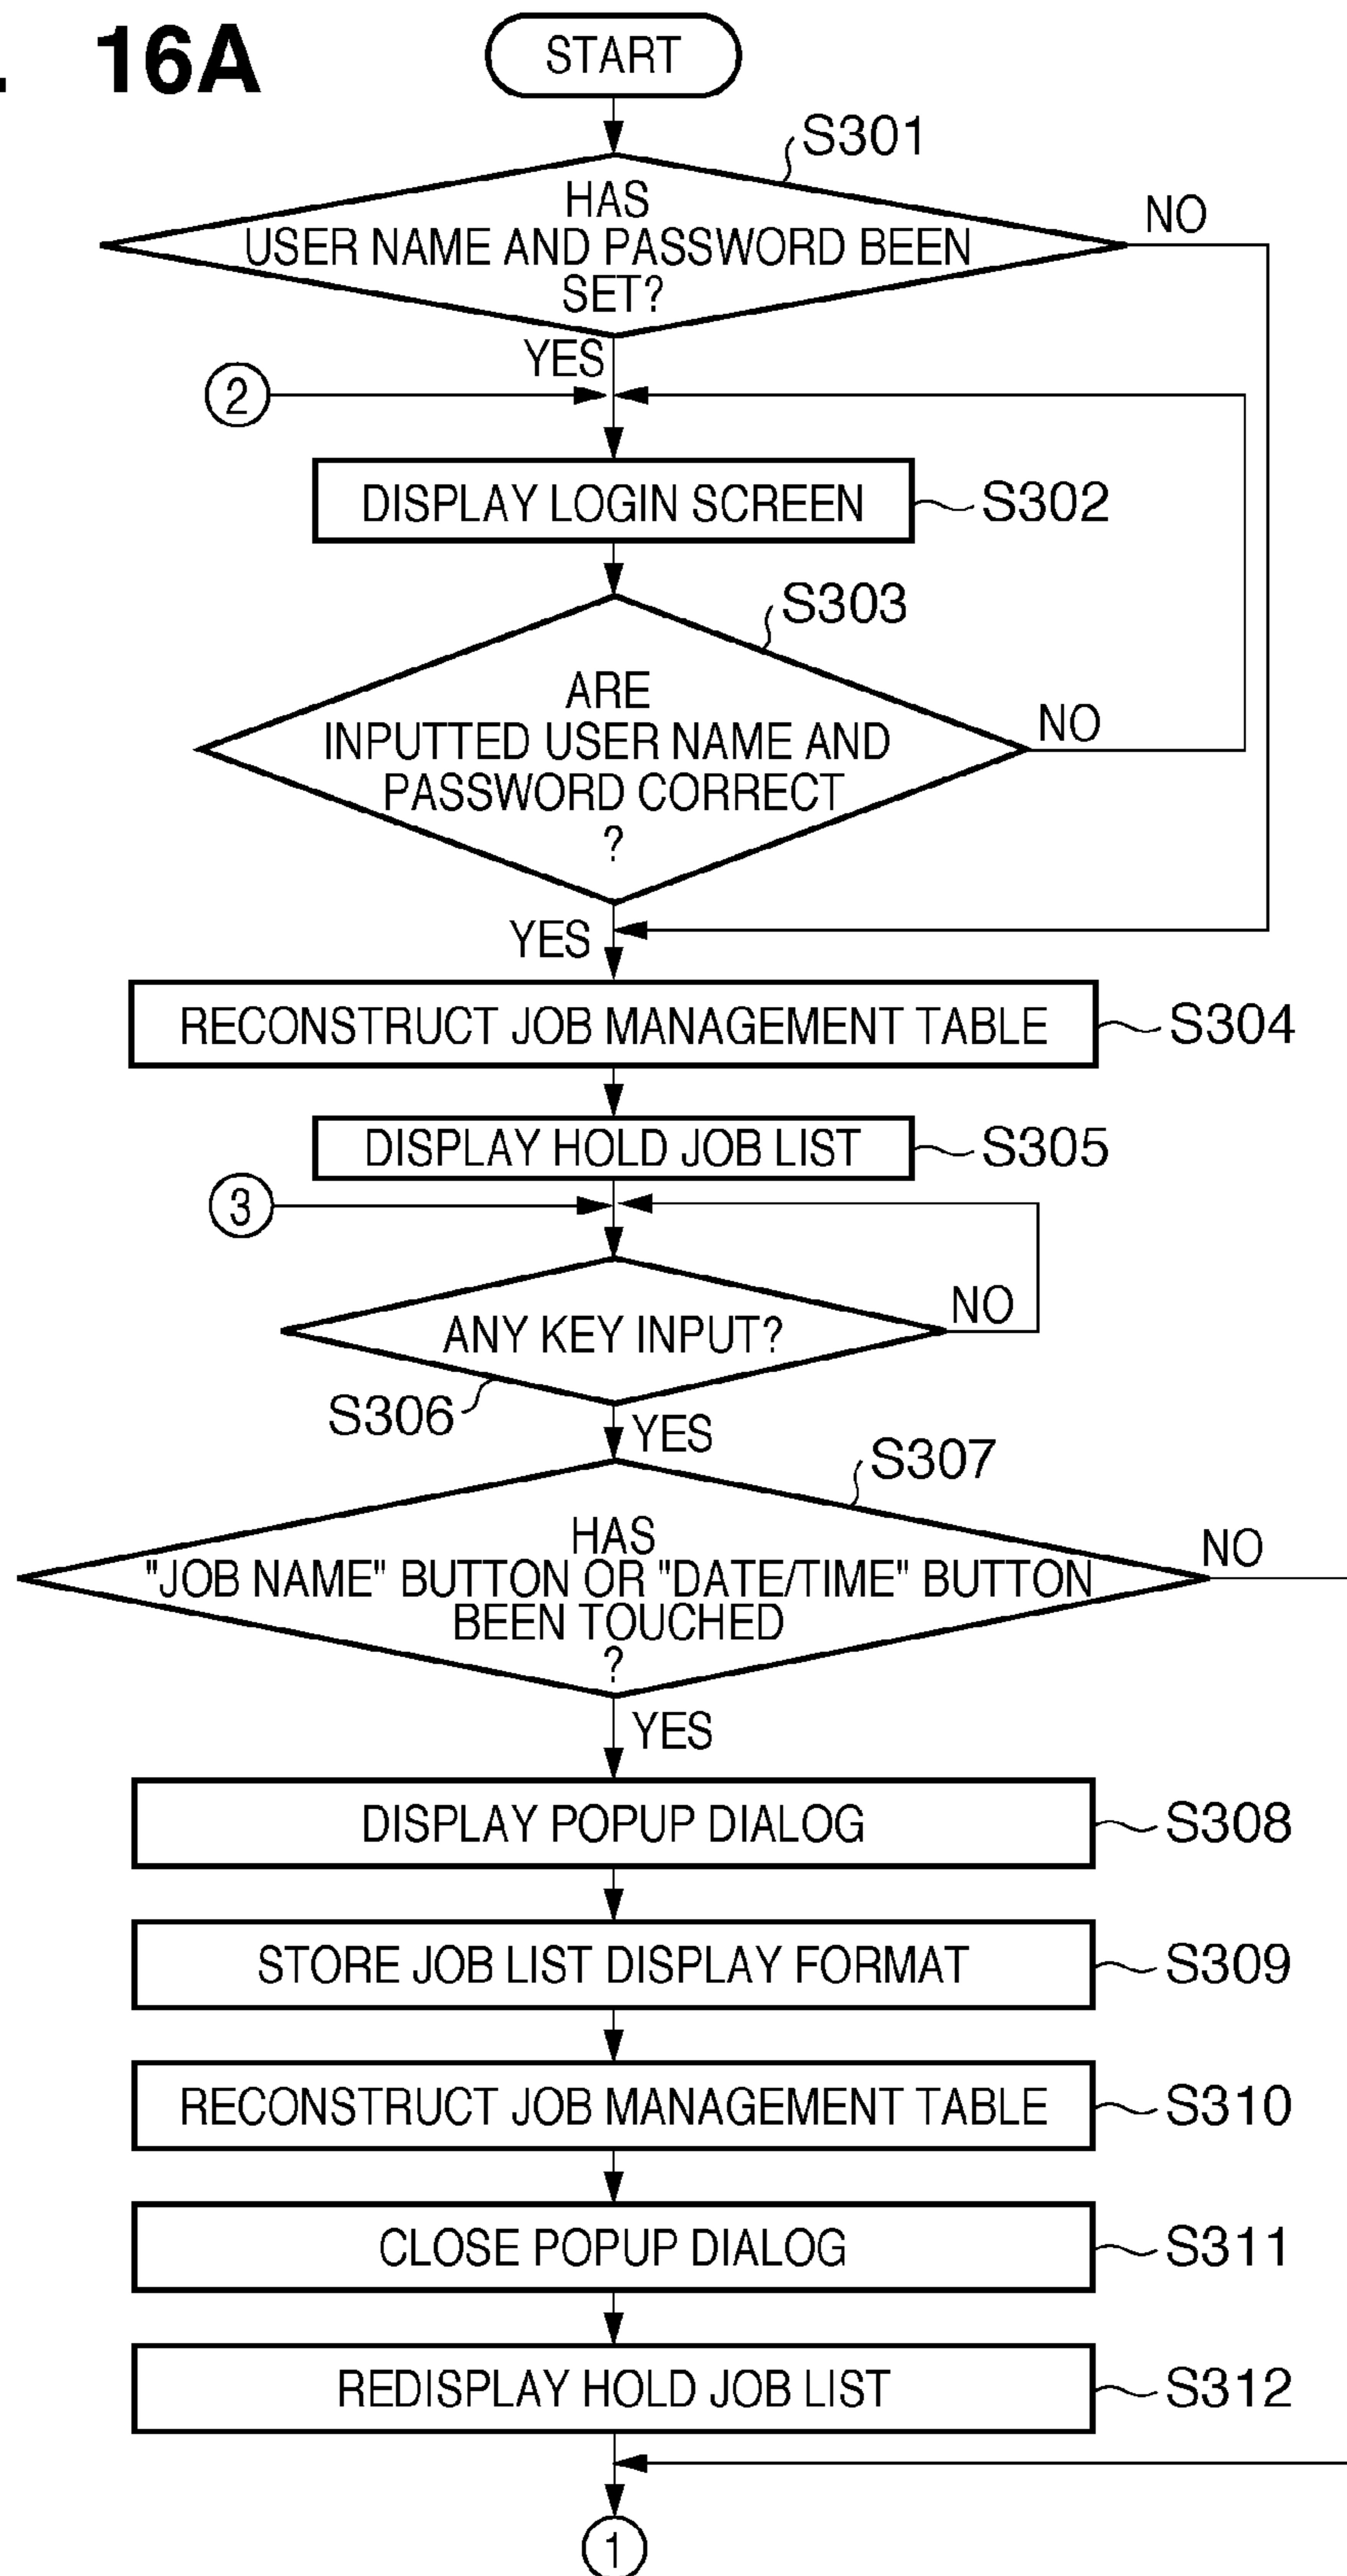 . 16A
START
S301
HAS
USER NAME AND PASSWORD BEEN
SET?
NO
YES
2
DISPLAY LOGIN SCREEN
S302
S303
ARE
INPUTTED USER NAME AND
PASSWORD CORRECT
?
NO
YES
RECONSTRUCT JOB MANAGEMENT TABLE
S304
DISPLAY HOLD JOB LIST
S305
3
ANY KEY INPUT?
NO
S306
YES
S307
HAS
"JOB NAME" BUTTON OR "DATE/TIME" BUTTON
BEEN TOUCHED
?
NO
YES
DISPLAY POPUP DIALOG
S308
STORE JOB LIST DISPLAY FORMAT
S309
RECONSTRUCT JOB MANAGEMENT TABLE
S310
CLOSE POPUP DIALOG
S311
REDISPLAY HOLD JOB LIST
S312
1